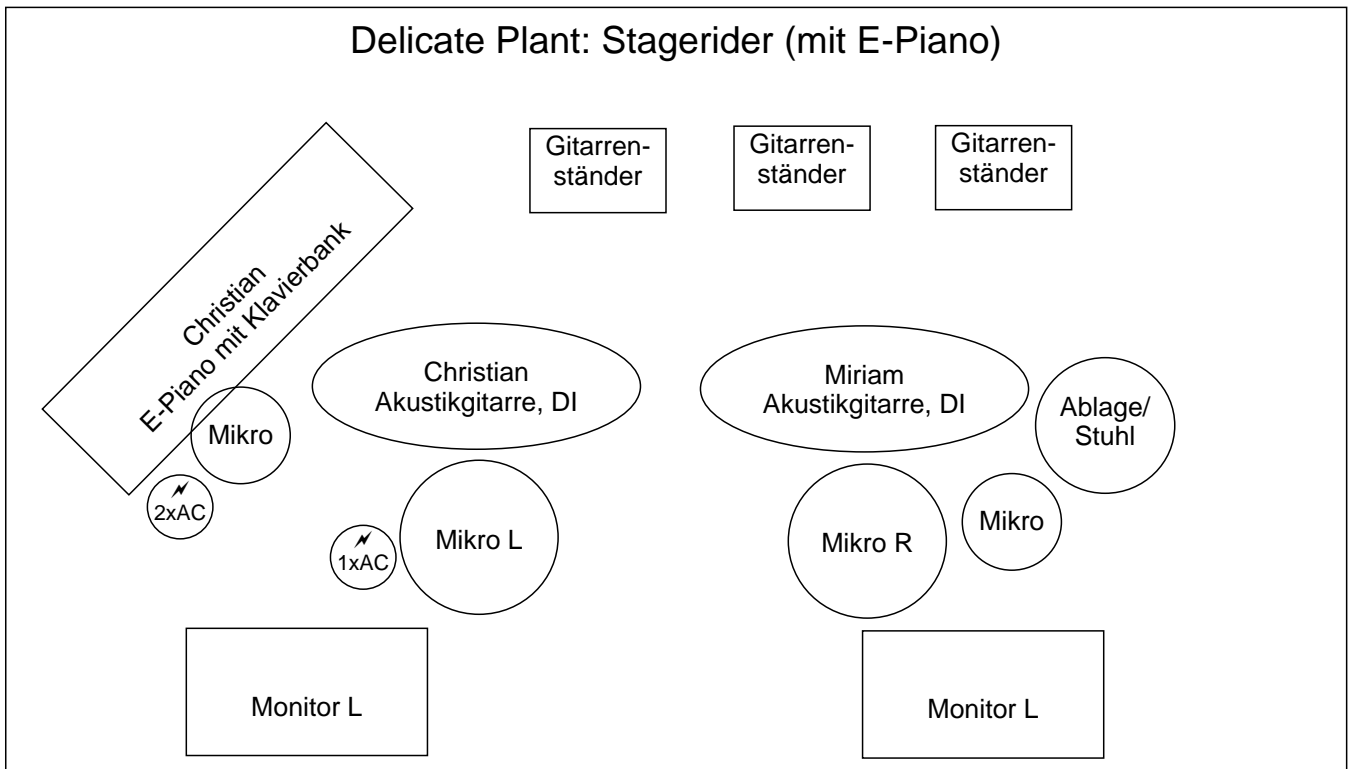 Delicate Plant: Stagerider (mit E-Piano)
Gitarren-
ständer
Gitarren-
ständer
Gitarren-
ständer
Christian
E-Piano mit Klavierbank
Christian
Akustikgitarre, DI
Miriam
Akustikgitarre, DI
Ablage/
Stuhl
Mikro
2xAC
1xAC
Mikro L
Mikro R
Mikro
Monitor L
Monitor L